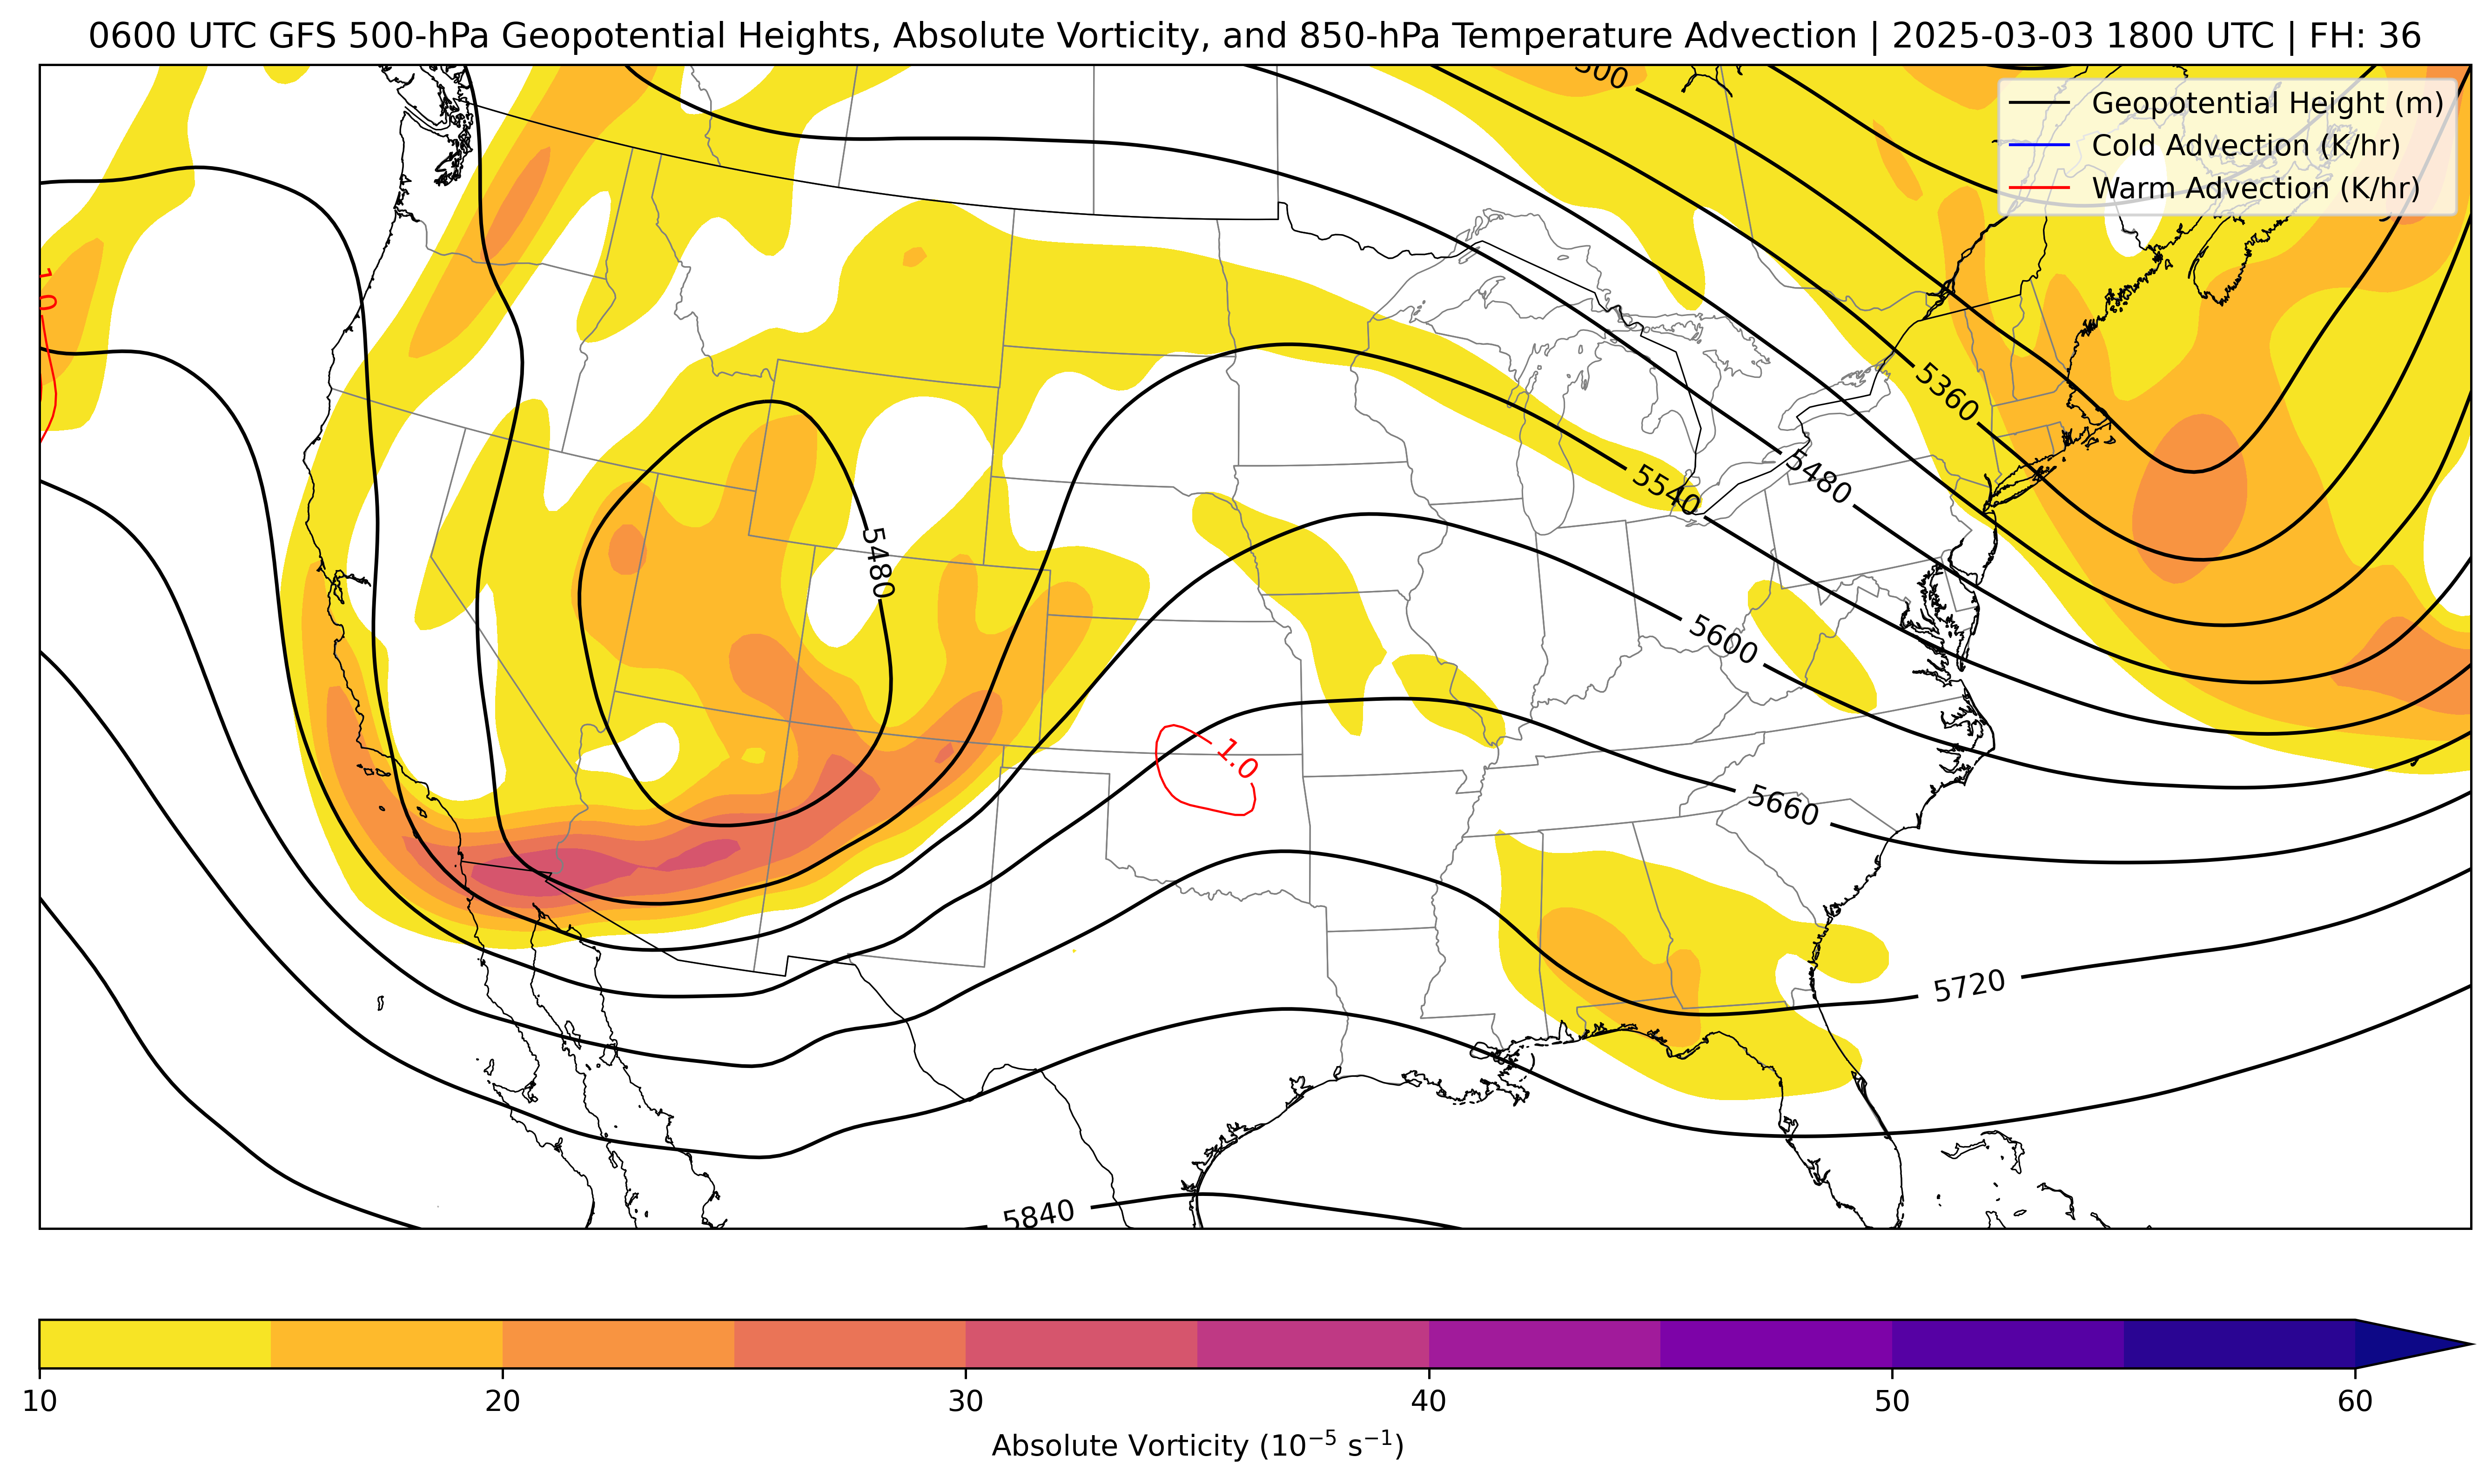 0600 UTC GFS 500-hPa Geopotential Heights, Absolute Vorticity, and 850-hPa Temperature Advection | 2025-03-03 1800 UTC | FH: 36
Geopotential Height (m)
Cold Advection (K/hr)
Warm Advection (K/hr)
1.0
5360
5480
5540
5480
5600
1.0
5660
5720
5840
10 20 30 40 50 60
Absolute Vorticity (10⁻⁵ s⁻¹)